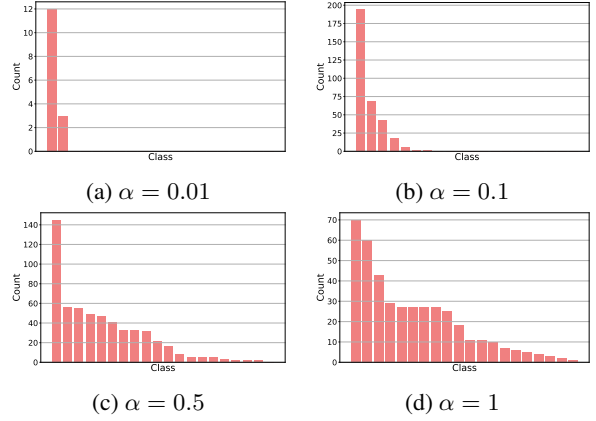 12
10
8
6
4
2
0
Count
Class
(a) α = 0.01
200
175
150
125
100
75
50
25
0
Count
Class
(b) α = 0.1
140
120
100
80
60
40
20
0
Count
Class
(c) α = 0.5
70
60
50
40
30
20
10
0
Count
Class
(d) α = 1